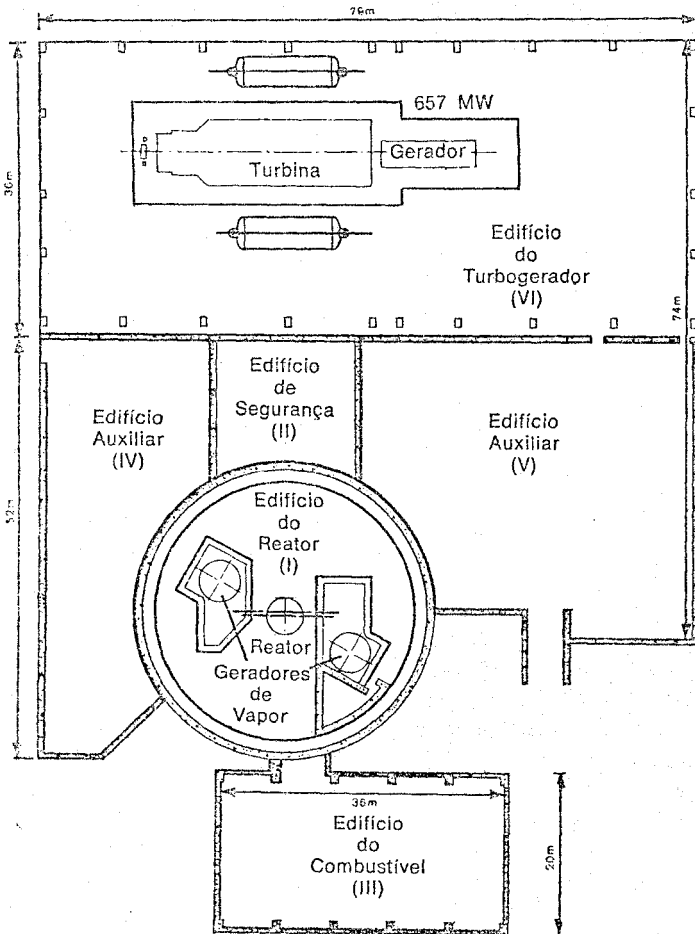 79m
657 MW
Turbina
Gerador
36m
Edifício
do
Turbogerador
(VI)
74m
Edifício
de
Segurança
(II)
Edifício
Auxiliar
(IV)
Edifício
Auxiliar
(V)
52m
Edifício
do
Reator
(I)
Reator
Geradores
de
Vapor
36m
Edifício
do
Combustível
(III)
20m